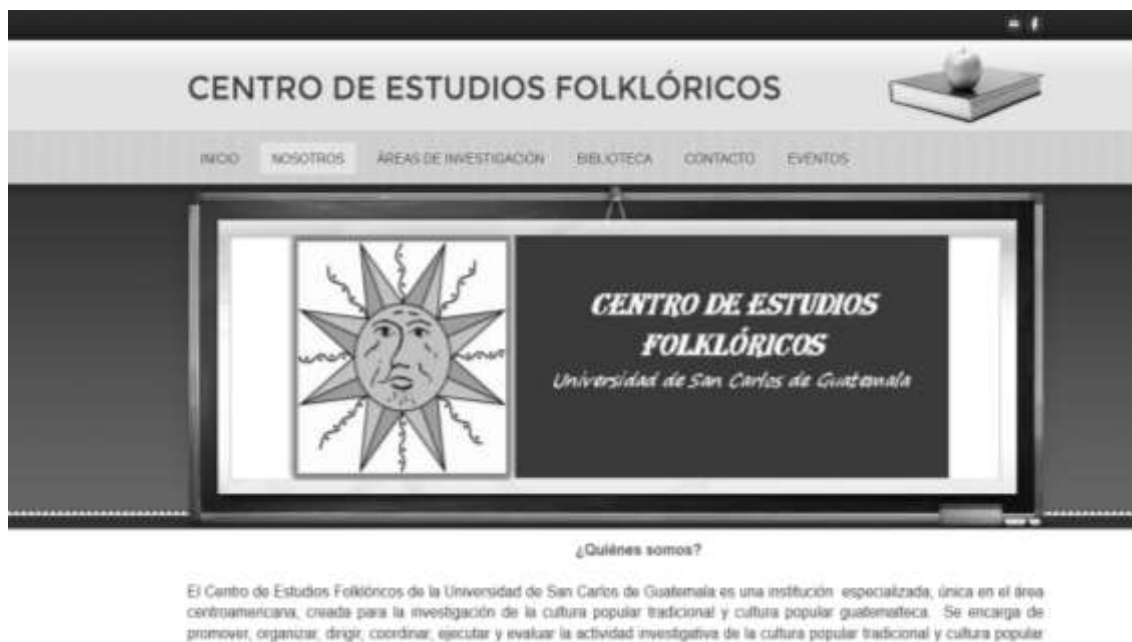 CENTRO DE ESTUDIOS FOLKLÓRICOS
INICIO NOSOTROS ÁREAS DE INVESTIGACIÓN BIBLIOTECA CONTACTO EVENTOS
CENTRO DE ESTUDIOS
FOLKLÓRICOS
Universidad de San Carlos de Guatemala
¿Quiénes somos?
El Centro de Estudios Folklóricos de la Universidad de San Carlos de Guatemala es una institución especializada, única en el área
centroamericana, creada para la investigación de la cultura popular tradicional y cultura popular guatemalteca. Se encarga de
promover, organizar, dirigir, coordinar, ejecutar y evaluar la actividad investigativa de la cultura popular tradicional y cultura popular